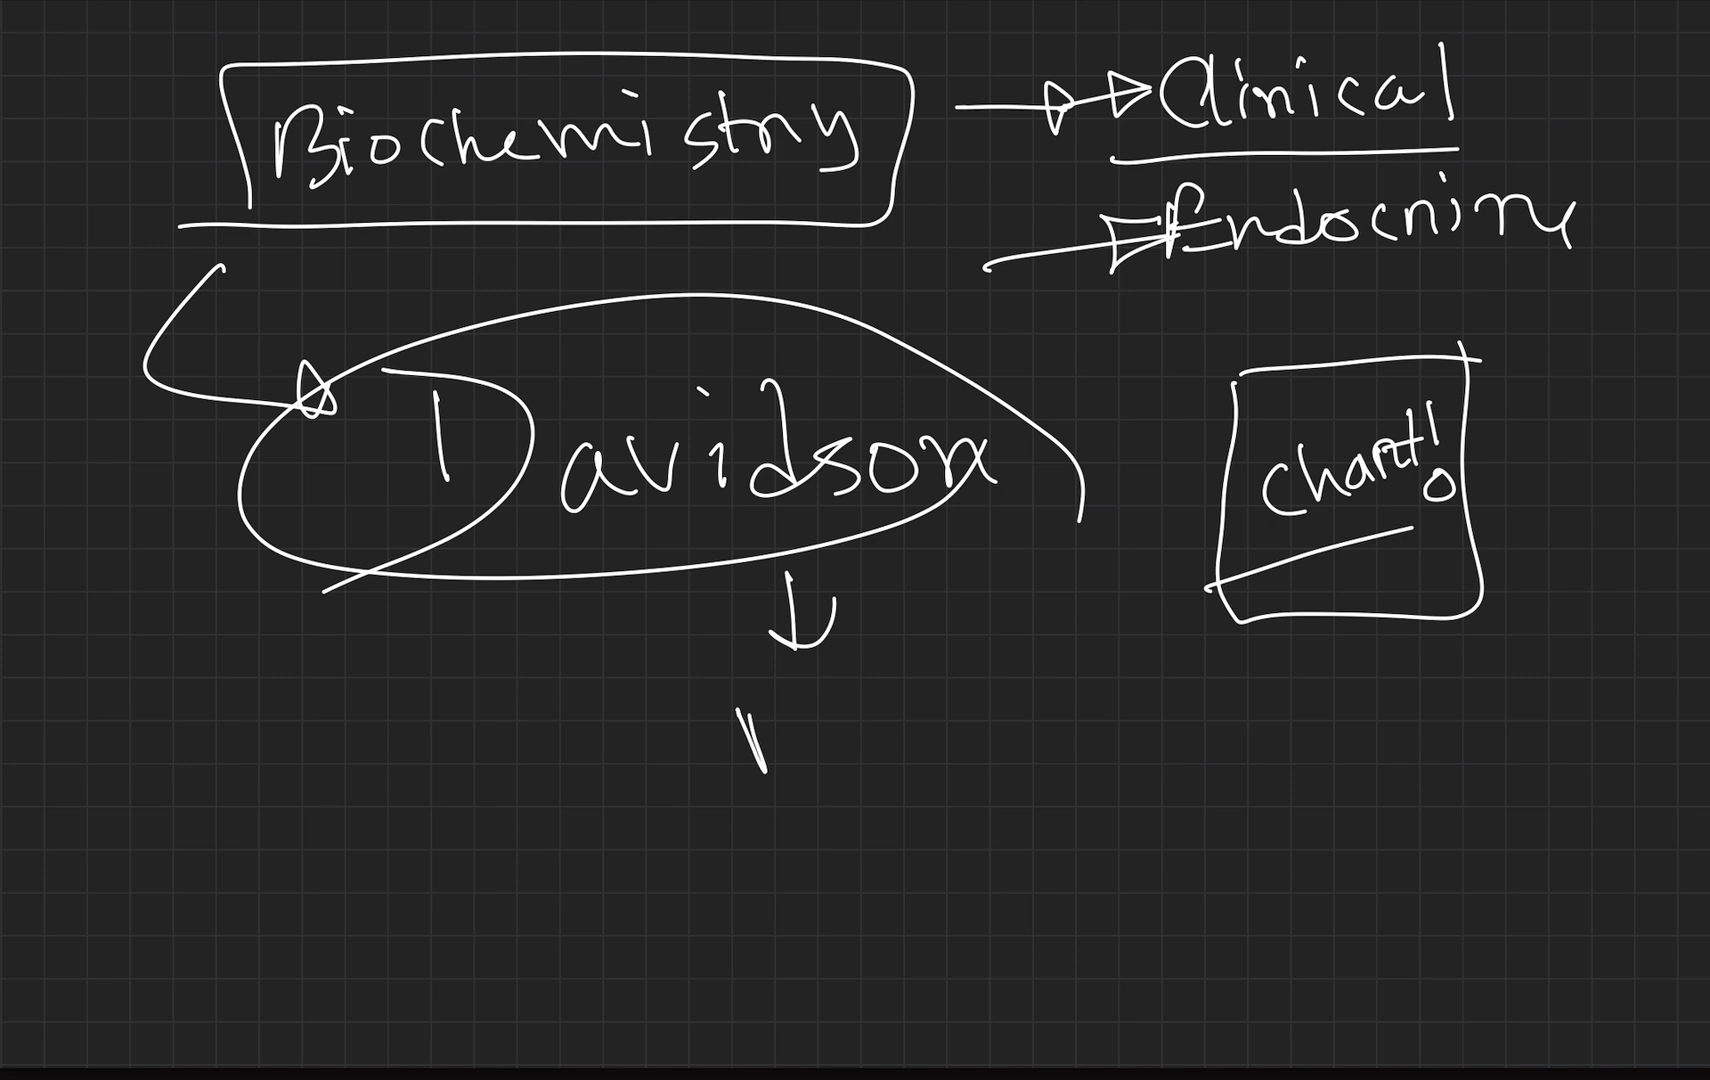 Biochemistry
Clinical
Endocrine
Davidson
chart!